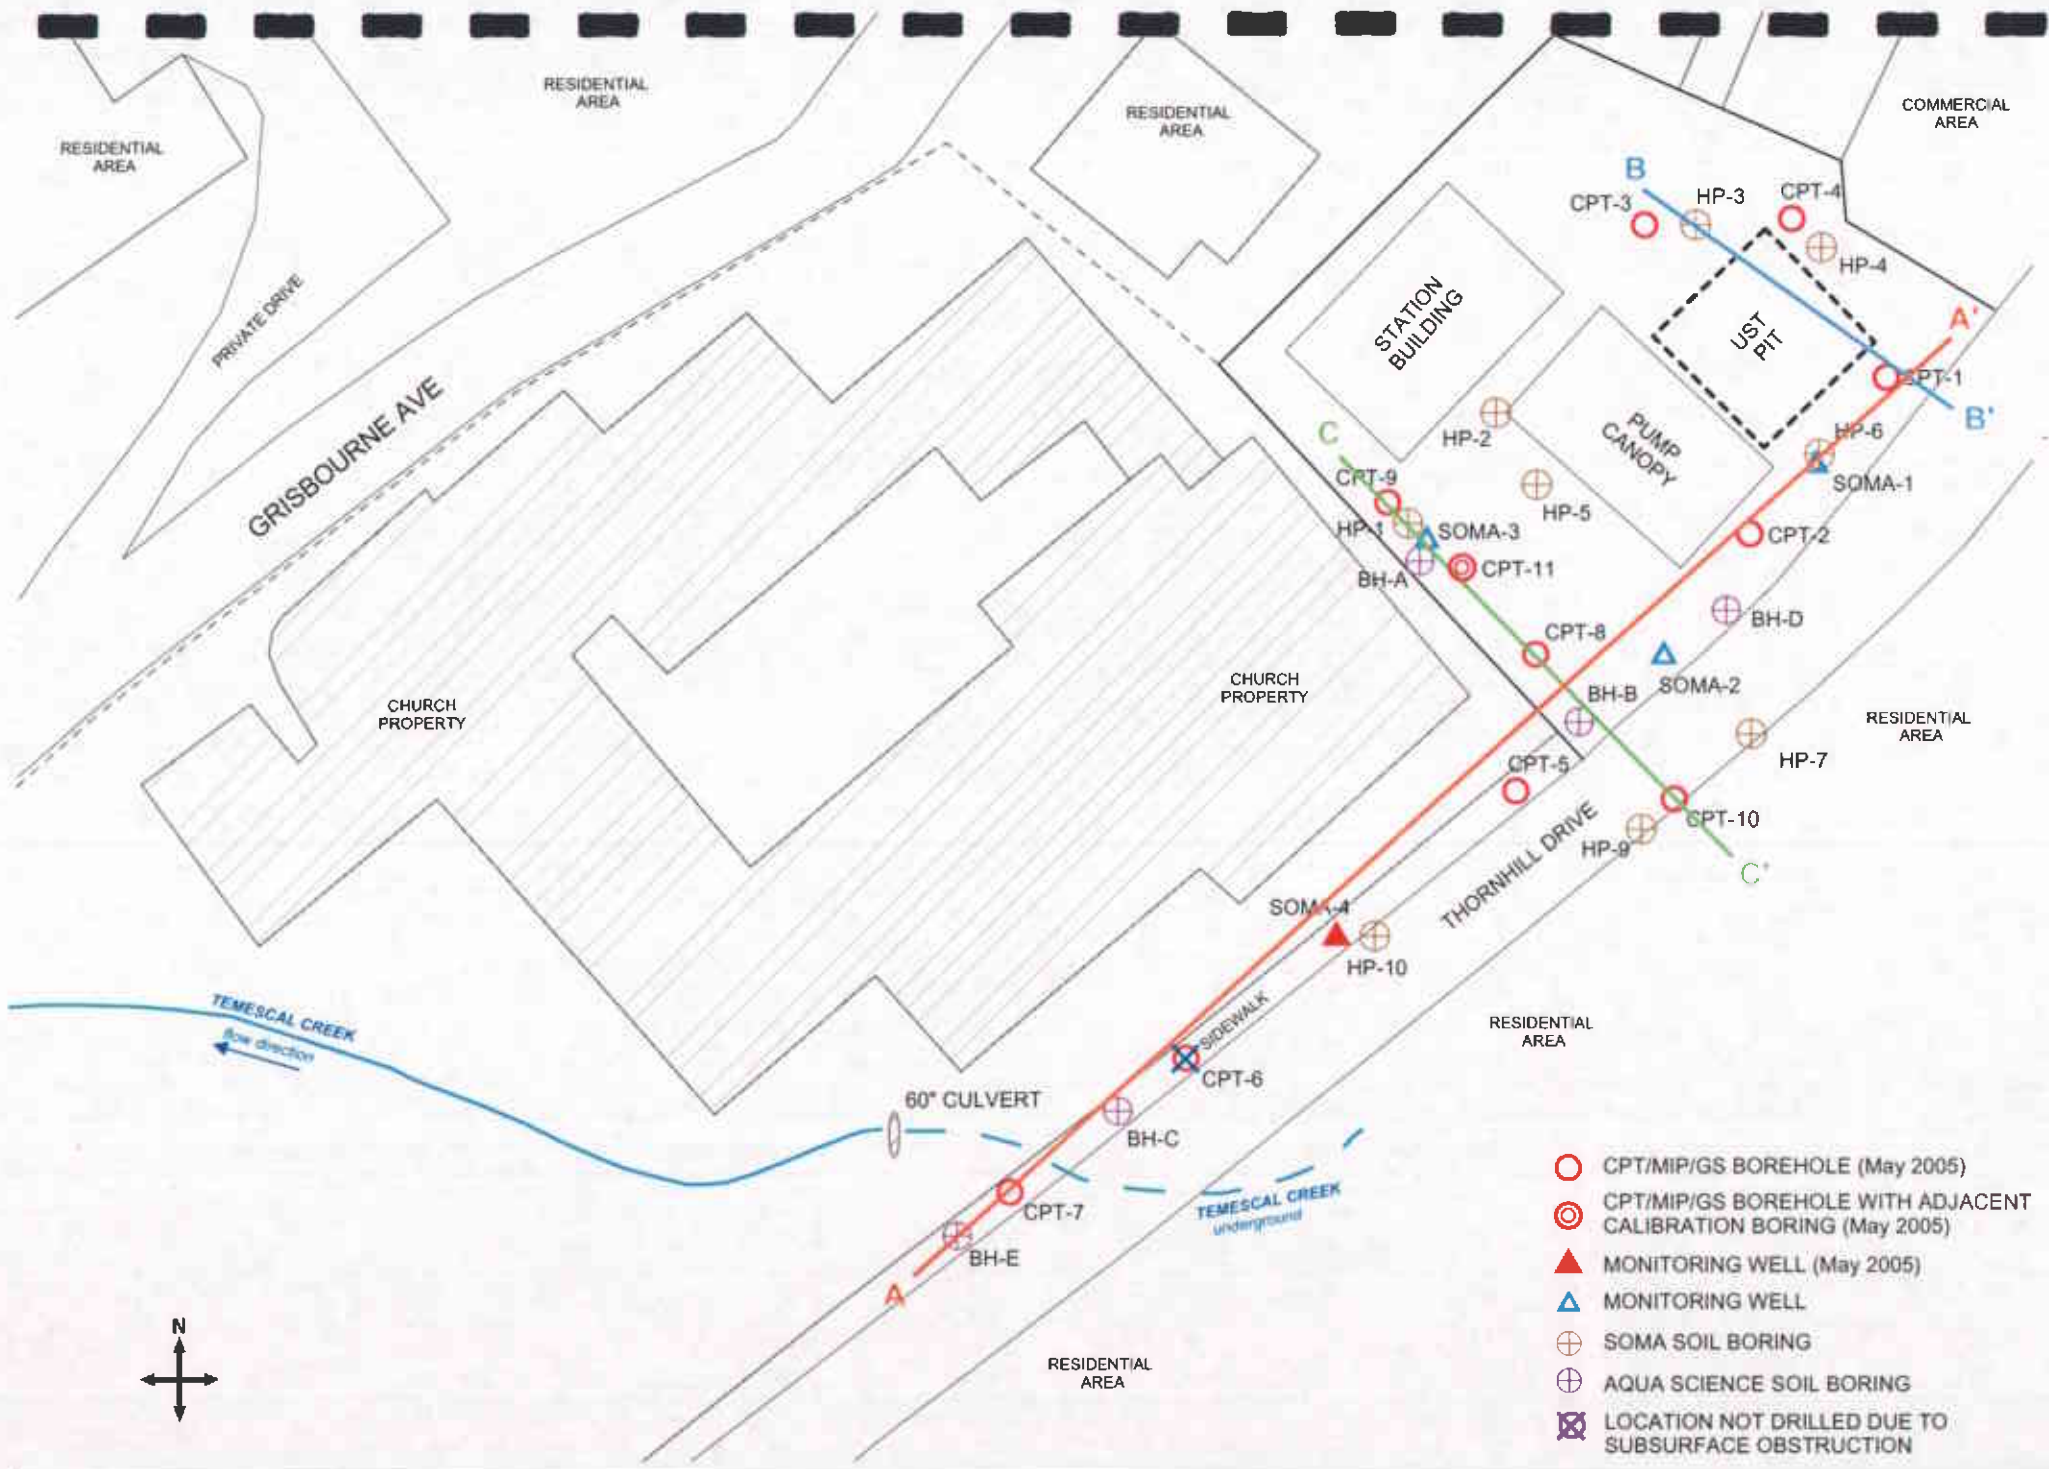 RESIDENTIAL
AREA
RESIDENTIAL
AREA
RESIDENTIAL
AREA
COMMERCIAL
AREA
B
HP-3
CPT-4
CPT-3
HP-4
PRIVATE DRIVE
STATION
BUILDING
UST
PIT
A'
CPT-1
B'
GRISBOURNE AVE
HP-2
PUMP
CANOPY
HP-6
SOMA-1
C
CPT-9
HP-5
HP-1
SOMA-3
CPT-2
BH-A
CPT-11
CPT-8
BH-D
SOMA-2
BH-B
CHURCH
PROPERTY
CHURCH
PROPERTY
RESIDENTIAL
AREA
HP-7
CPT-5
CPT-10
HP-9
C'
THORNHILL DRIVE
SOMA-4
HP-10
TEMESCAL CREEK
flow direction
SIDEWALK
RESIDENTIAL
AREA
CPT-6
60" CULVERT
BH-C
CPT-7
TEMESCAL CREEK
underground
BH-E
A
N
RESIDENTIAL
AREA
CPT/MIP/GS BOREHOLE (May 2005)
CPT/MIP/GS BOREHOLE WITH ADJACENT
CALIBRATION BORING (May 2005)
MONITORING WELL (May 2005)
MONITORING WELL
SOMA SOIL BORING
AQUA SCIENCE SOIL BORING
LOCATION NOT DRILLED DUE TO
SUBSURFACE OBSTRUCTION